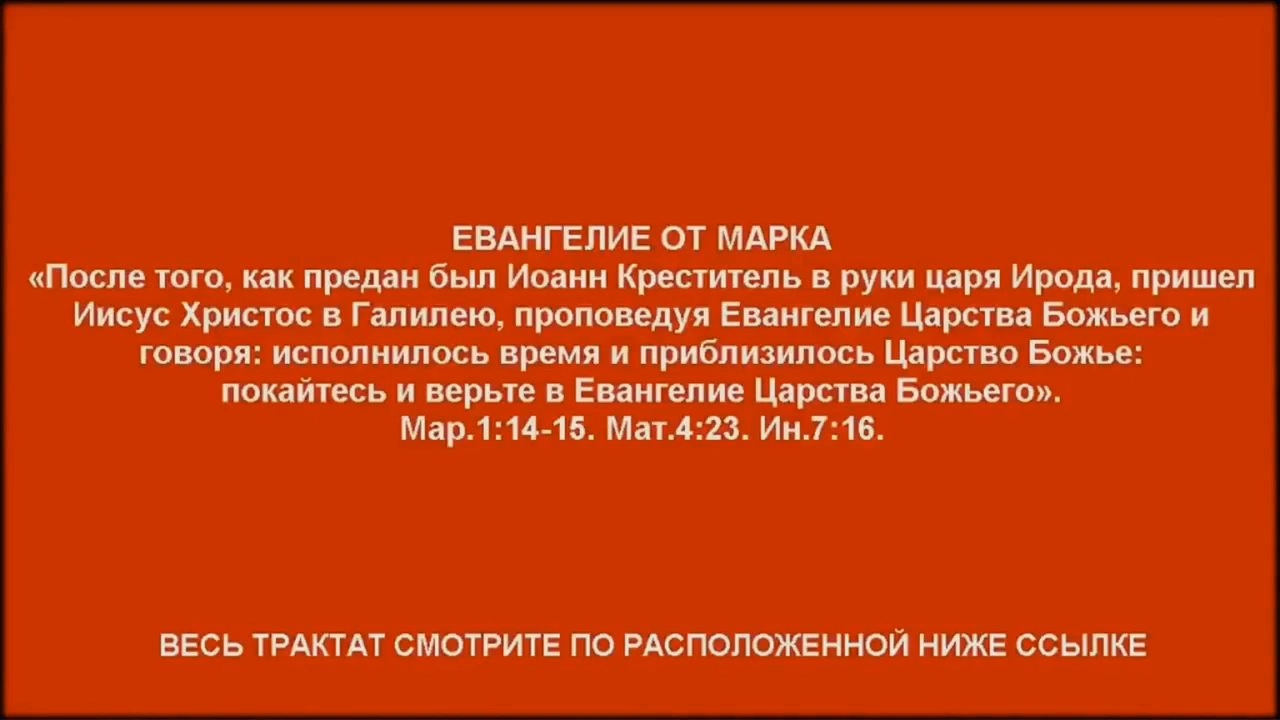 ЕВАНГЕЛИЕ ОТ МАРКА
«После того, как предан был Иоанн Креститель в руки царя Ирода, пришел
Иисус Христос в Галилею, проповедуя Евангелие Царства Божьего и
говоря: исполнилось время и приблизилось Царство Божье:
покайтесь и верьте в Евангелие Царства Божьего».
Мар.1:14-15. Мат.4:23. Ин.7:16.
ВЕСЬ ТРАКТАТ СМОТРИТЕ ПО РАСПОЛОЖЕННОЙ НИЖЕ ССЫЛКЕ